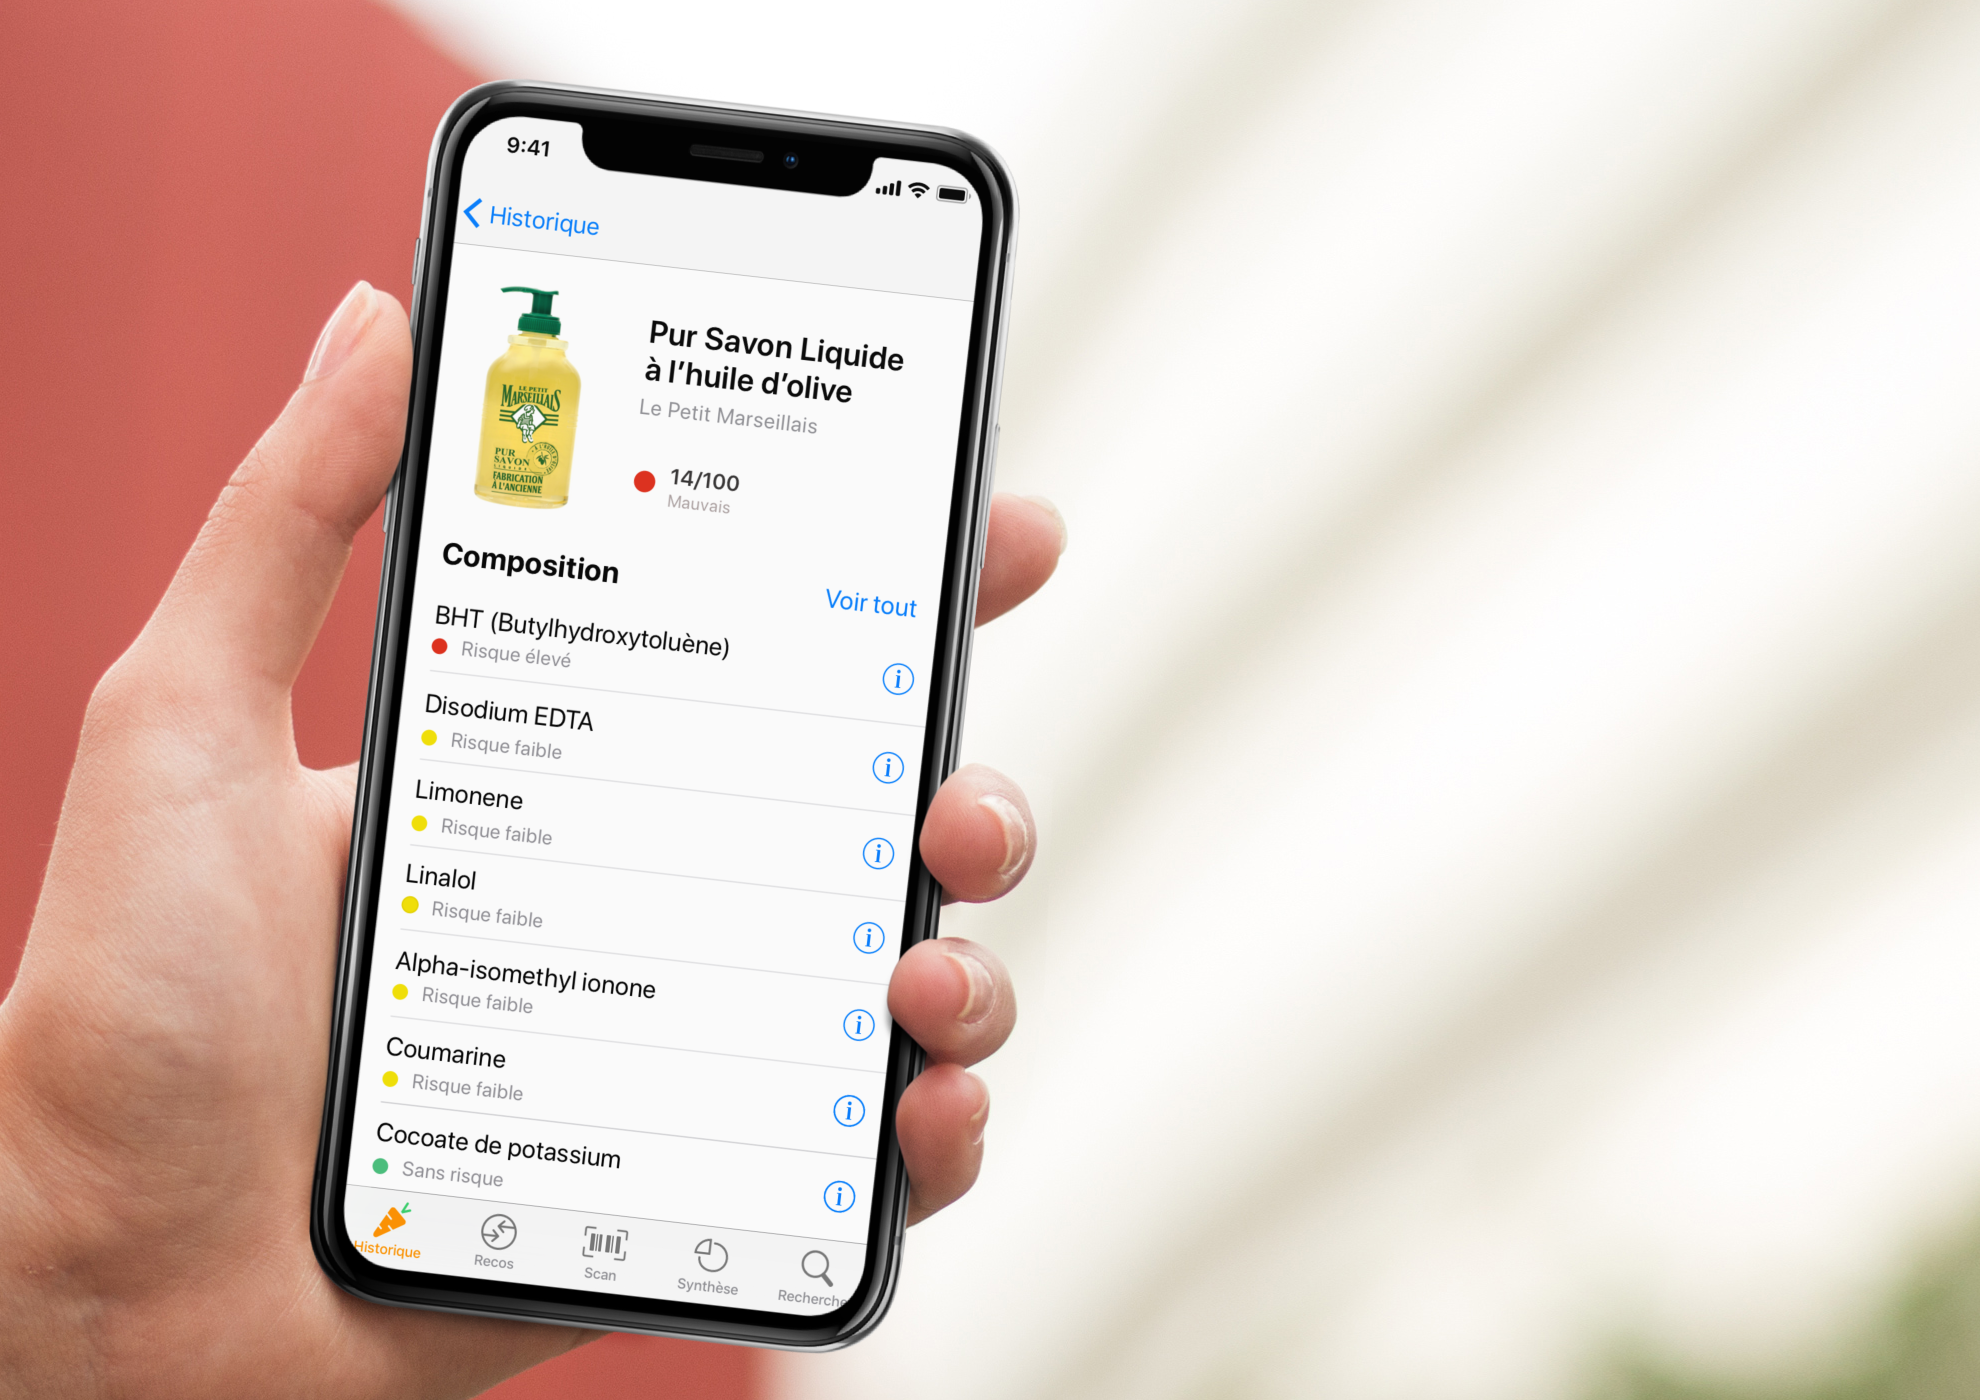 9:41
Historique
Pur Savon Liquide
à l'huile d'olive
Le Petit Marseillais
14/100
Mauvais
LE PETIT
MARSEILLAIS
PUR
SAVON
LIQUIDE
FABRICATION
À L'ANCIENNE
Composition
Voir tout
BHT (Butylhydroxytoluène)
Risque élevé
Disodium EDTA
Risque faible
Limonene
Risque faible
Linalol
Risque faible
Alpha-isomethyl ionone
Risque faible
Coumarine
Risque faible
Cocoate de potassium
Sans risque
Historique
Recos
Scan
Synthèse
Recherche